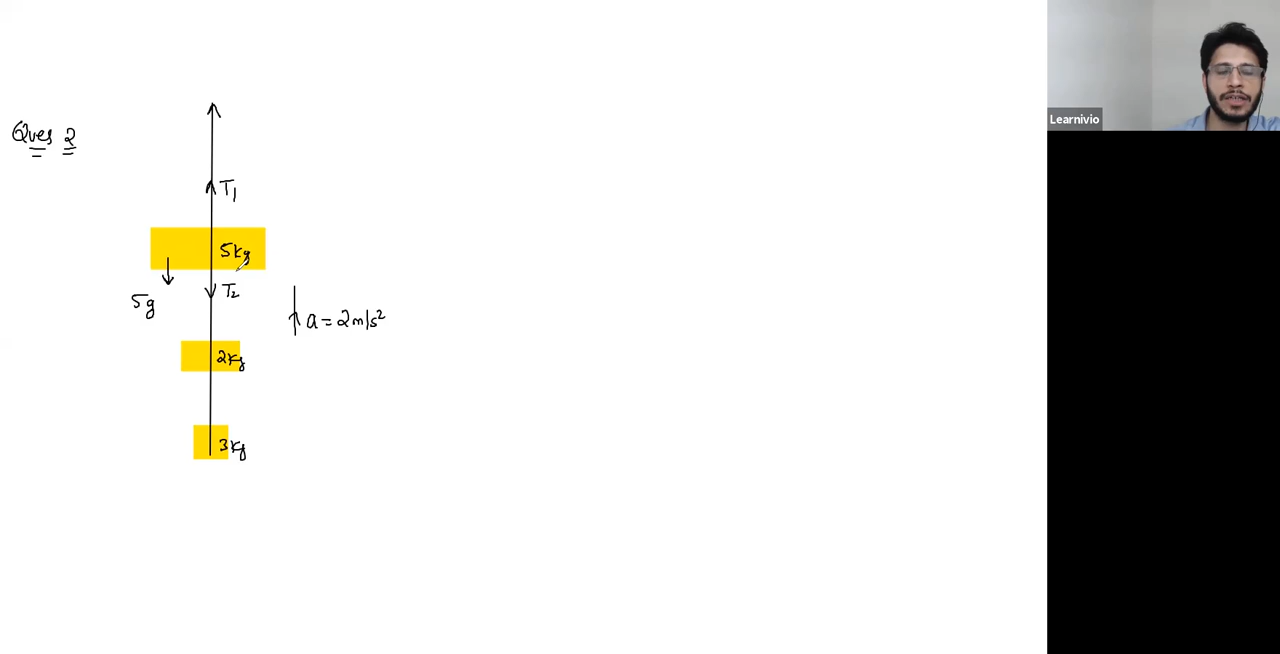 Ques 2
T1
5kg
T2
5g
a = 2m/s²
2kg
3kg
Learnivio